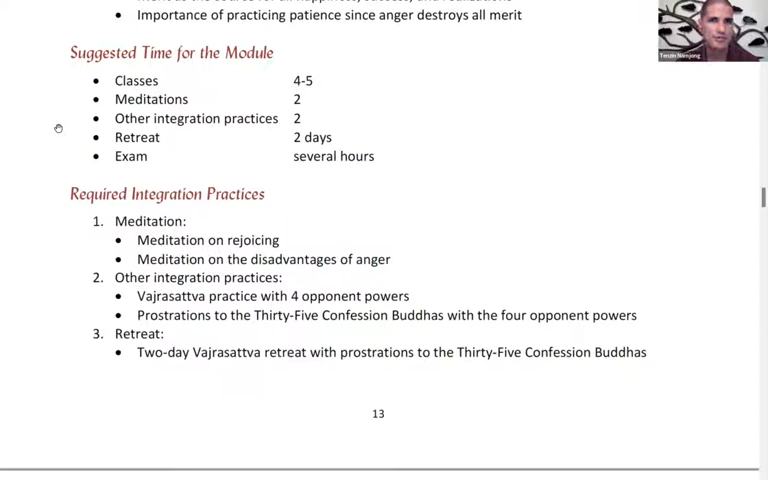 Importance of practicing patience since anger destroys all merit
Suggested Time for the Module
Classes 4-5
Meditations 2
Other integration practices 2
Retreat 2 days
Exam several hours
Required Integration Practices
1. Meditation:
Meditation on rejoicing
Meditation on the disadvantages of anger
2. Other integration practices:
Vajrasattva practice with 4 opponent powers
Prostrations to the Thirty-Five Confession Buddhas with the four opponent powers
3. Retreat:
Two-day Vajrasattva retreat with prostrations to the Thirty-Five Confession Buddhas
13
Tenzin Namjong